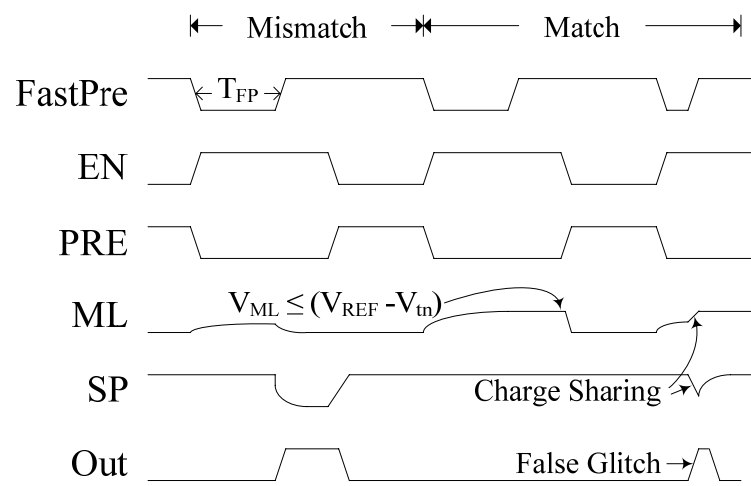 Mismatch Match
FastPre T_FP
EN
PRE
ML V_ML ≤ (V_REF -V_tn)
SP Charge Sharing
Out False Glitch